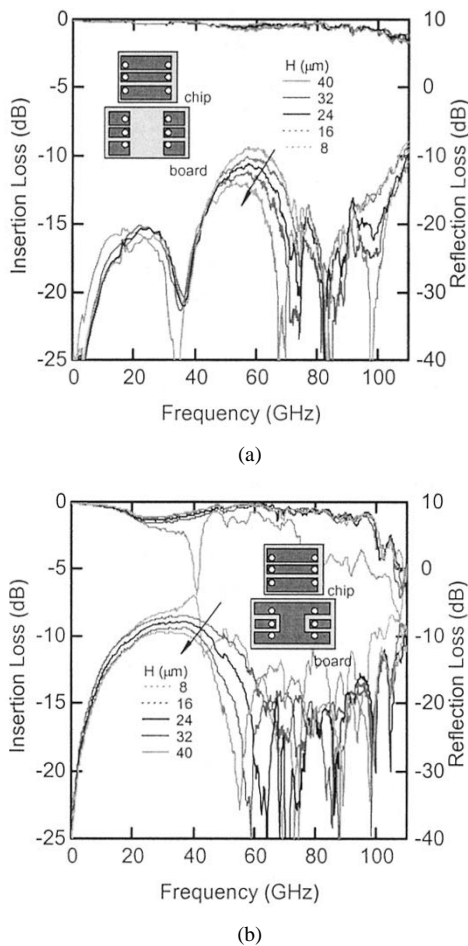 0
-5
-10
-15
-20
-25
Insertion Loss (dB)
10
0
-10
-20
-30
-40
Reflection Loss (dB)
chip
board
H (μm)
40
32
24
16
8
0 20 40 60 80 100
Frequency (GHz)
(a)
0
-5
-10
-15
-20
-25
Insertion Loss (dB)
10
0
-10
-20
-30
-40
Reflection Loss (dB)
chip
board
H (μm)
8
16
24
32
40
0 20 40 60 80 100
Frequency (GHz)
(b)